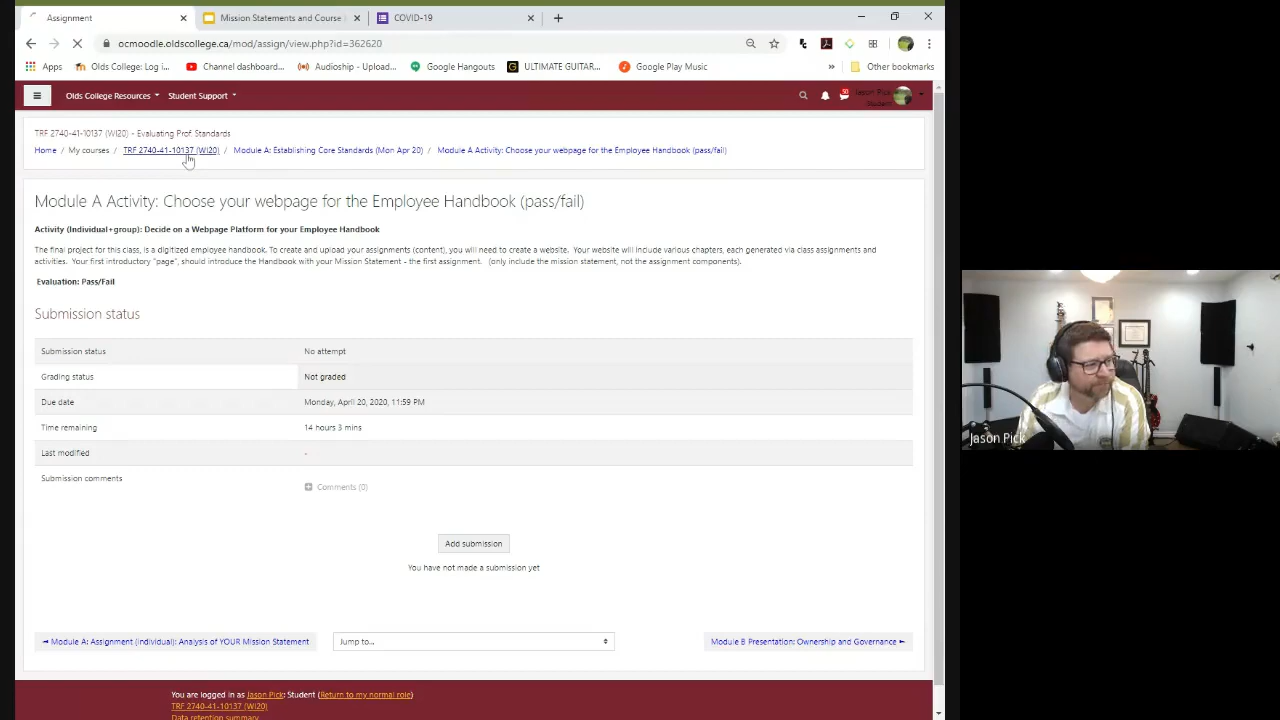 Assignment
Mission Statements and Course
COVID-19
ocmoodle.oldscollege.ca/mod/assign/view.php?id=362620
Apps
Olds College: Log i...
Channel dashboard...
Audioship - Upload...
Google Hangouts
ULTIMATE GUITAR...
Google Play Music
Other bookmarks
Olds College Resources
Student Support
50
Jason Pick
Student
TRF 2740-41-10137 (WI20) - Evaluating Prof. Standards
Home / My courses / TRF 2740-41-10137 (WI20) / Module A: Establishing Core Standards (Mon Apr 20) / Module A Activity: Choose your webpage for the Employee Handbook (pass/fail)
Module A Activity: Choose your webpage for the Employee Handbook (pass/fail)
Activity (Individual+group): Decide on a Webpage Platform for your Employee Handbook
The final project for this class, is a digitized employee handbook. To create and upload your assignments (content), you will need to create a website. Your website will include various chapters, each generated via class assignments and
activities. Your first introductory "page", should introduce the Handbook with your Mission Statement - the first assignment. (only include the mission statement, not the assignment components).
Evaluation: Pass/Fail
Submission status
Submission status No attempt
Grading status Not graded
Due date Monday, April 20, 2020, 11:59 PM
Time remaining 14 hours 3 mins
Last modified -
Submission comments
Comments (0)
Add submission
You have not made a submission yet
◄ Module A: Assignment (individual): Analysis of YOUR Mission Statement
Jump to...
Module B Presentation: Ownership and Governance ►
You are logged in as Jason Pick: Student (Return to my normal role)
TRF 2740-41-10137 (WI20)
Data retention summary
Jason Pick